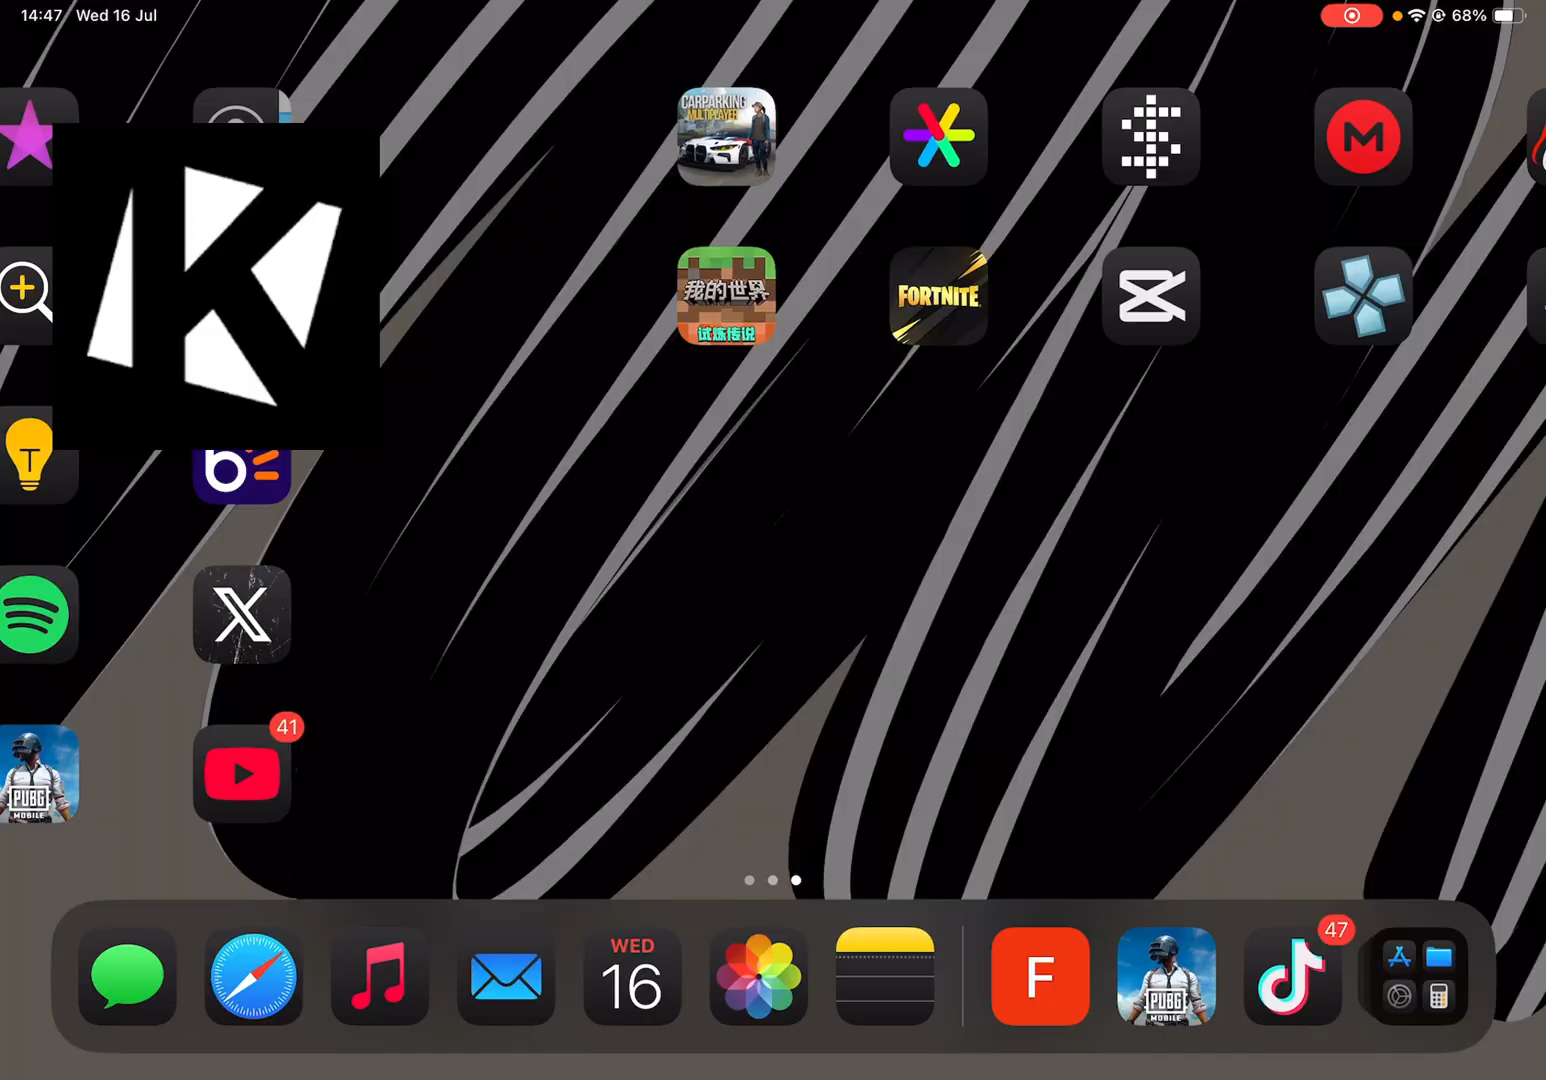 14:47 Wed 16 Jul
68%
CARPARKING
MULTIPLAYER
M
我的世界
试炼传说
FORTNITE
K
T
b
X
PUBG
MOBILE
41
WED
16
F
PUBG
MOBILE
47